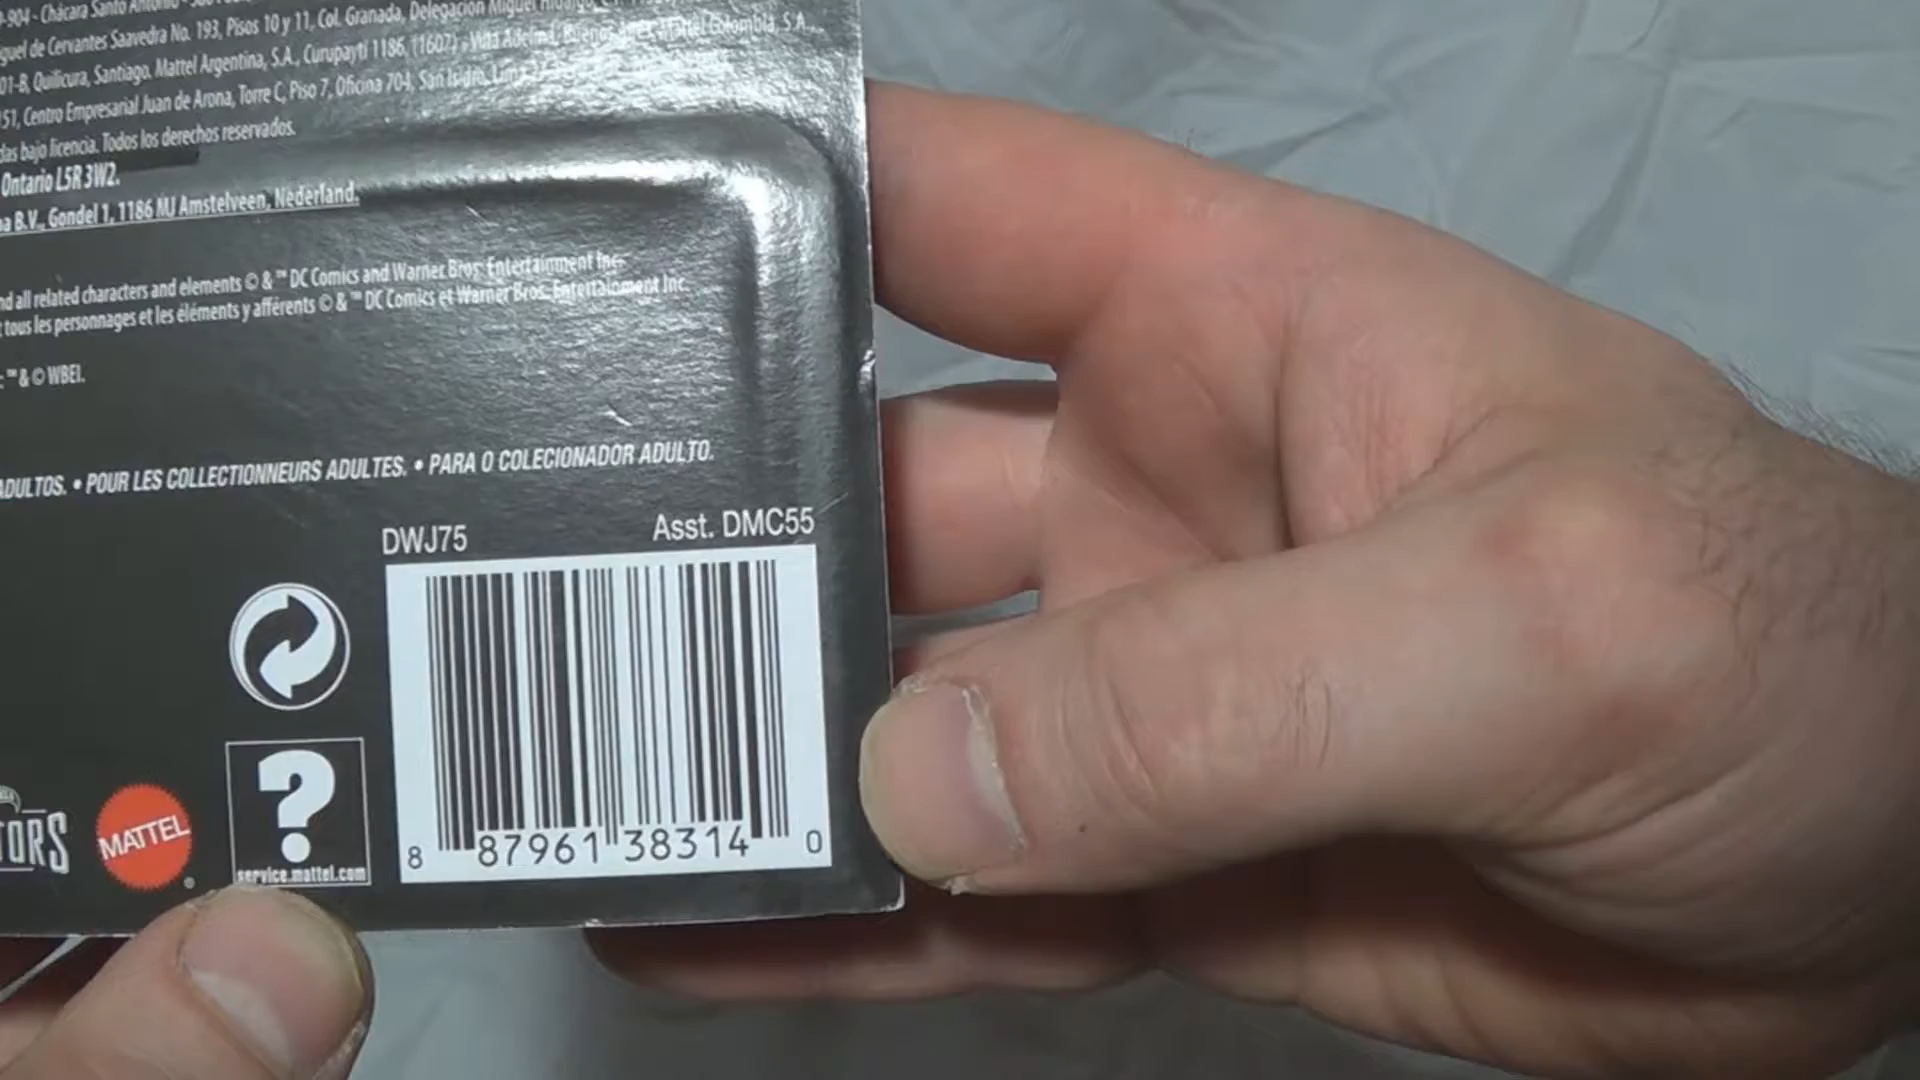 -904 - Chácara Santo Antônio -
guel de Cervantes Saavedra No. 193, Pisos 10 y 11, Col. Granada, Delegación Miguel Hidalgo,
01-B, Quilicura, Santiago. Mattel Argentina, S.A., Curupaytí 1186, (1607) - Villa Adelina, Buenos Aires. Mattel Colombia, S.A.,
151, Centro Empresarial Juan de Arona, Torre C, Piso 7, Oficina 704, San Isidro, Lima
das bajo licencia. Todos los derechos reservados.
Ontario L5R 3W2.
pa B.V., Gondel 1, 1186 MJ Amstelveen, Nederland.
nd all related characters and elements © & ™ DC Comics and Warner Bros. Entertainment Inc.
t tous les personnages et les éléments y afférents © & ™ DC Comics et Warner Bros. Entertainment Inc.
: ™ & © WBEI.
ADULTOS. • POUR LES COLLECTIONNEURS ADULTES. • PARA O COLECIONADOR ADULTO.
DWJ75 Asst. DMC55
TORS
MATTEL
®
?
service.mattel.com
8 87961 38314 0